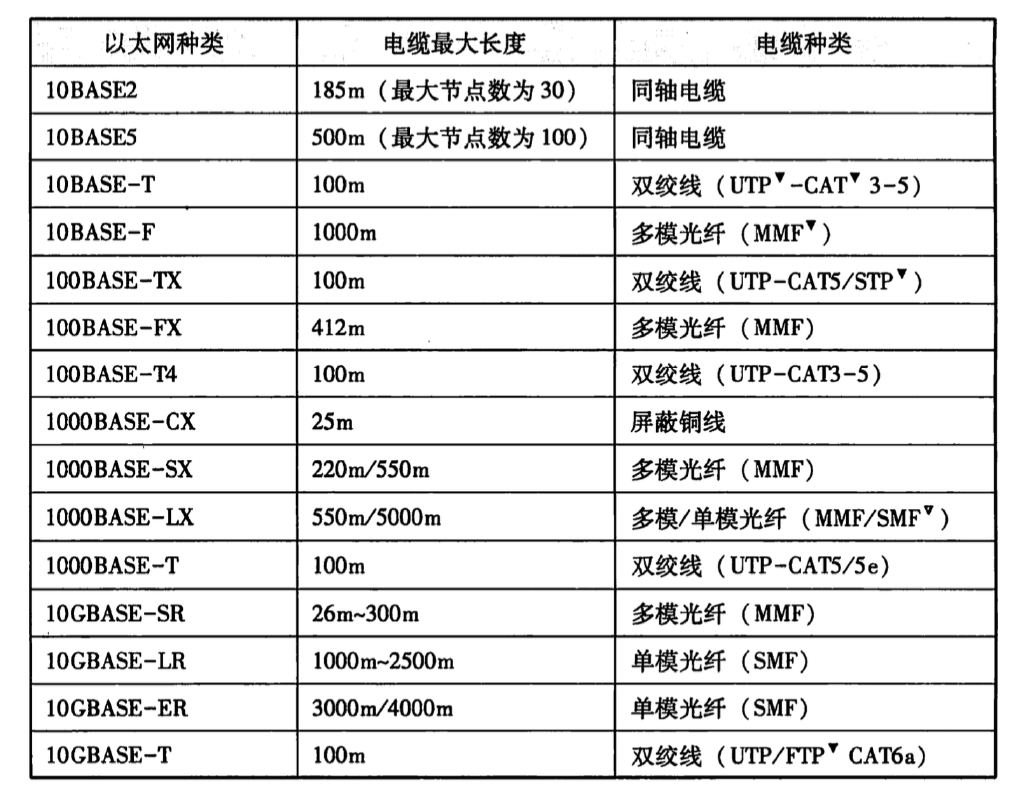 以太网种类 电缆最大长度 电缆种类
10BASE2 185m（最大节点数为30） 同轴电缆
10BASE5 500m（最大节点数为100） 同轴电缆
10BASE-T 100m 双绞线（UTP▼-CAT▼ 3-5）
10BASE-F 1000m 多模光纤（MMF▼）
100BASE-TX 100m 双绞线（UTP-CAT5/STP▼）
100BASE-FX 412m 多模光纤（MMF）
100BASE-T4 100m 双绞线（UTP-CAT3-5）
1000BASE-CX 25m 屏蔽铜线
1000BASE-SX 220m/550m 多模光纤（MMF）
1000BASE-LX 550m/5000m 多模/单模光纤（MMF/SMF▼）
1000BASE-T 100m 双绞线（UTP-CAT5/5e）
10GBASE-SR 26m~300m 多模光纤（MMF）
10GBASE-LR 1000m~2500m 单模光纤（SMF）
10GBASE-ER 3000m/4000m 单模光纤（SMF）
10GBASE-T 100m 双绞线（UTP/FTP▼ CAT6a）